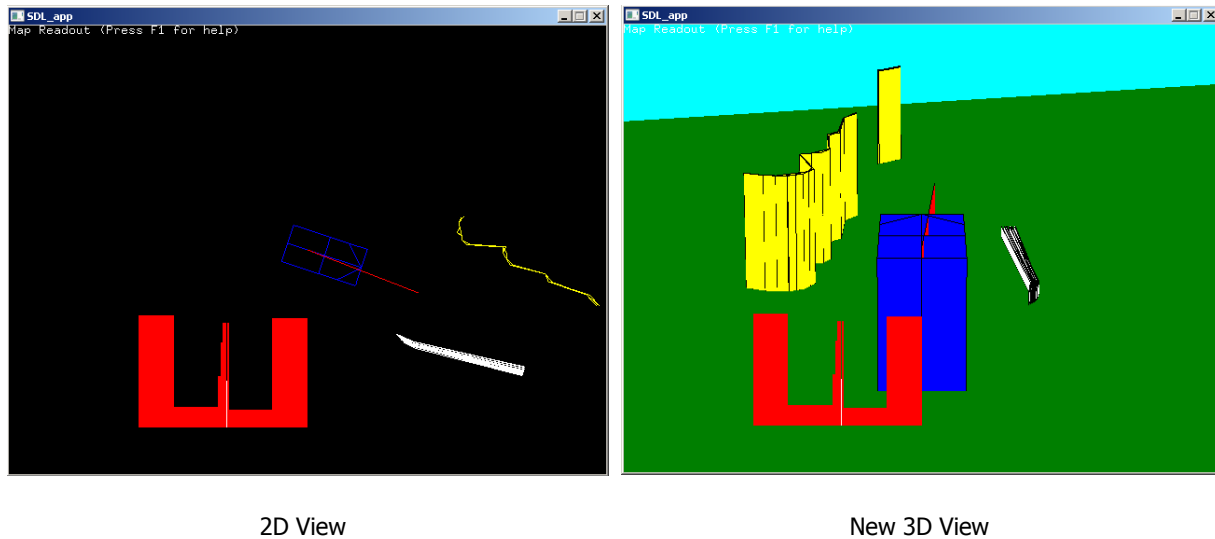 SDL_app
Map Readout (Press F1 for help)
SDL_app
Map Readout (Press F1 for help)
2D View
New 3D View